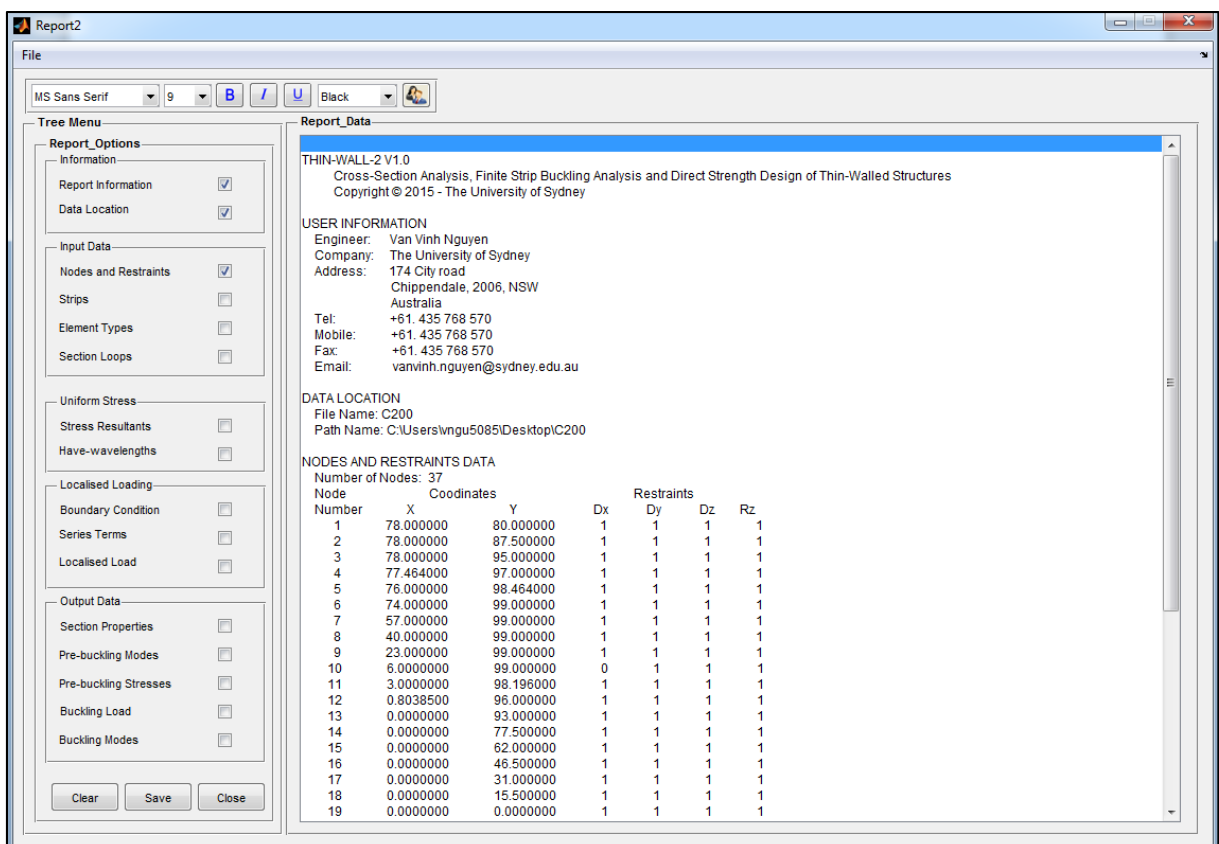 Report2
File
MS Sans Serif 9 B I U Black
Tree Menu
Report_Options
Information
Report Information
Data Location
Input Data
Nodes and Restraints
Strips
Element Types
Section Loops
Uniform Stress
Stress Resultants
Have-wavelengths
Localised Loading
Boundary Condition
Series Terms
Localised Load
Output Data
Section Properties
Pre-buckling Modes
Pre-buckling Stresses
Buckling Load
Buckling Modes
Clear Save Close
Report_Data
THIN-WALL-2 V1.0
Cross-Section Analysis, Finite Strip Buckling Analysis and Direct Strength Design of Thin-Walled Structures
Copyright © 2015 - The University of Sydney
USER INFORMATION
Engineer: Van Vinh Nguyen
Company: The University of Sydney
Address: 174 City road
Chippendale, 2006, NSW
Australia
Tel: +61. 435 768 570
Mobile: +61. 435 768 570
Fax: +61. 435 768 570
Email: vanvinh.nguyen@sydney.edu.au
DATA LOCATION
File Name: C200
Path Name: C:\Users\vngu5085\Desktop\C200
NODES AND RESTRAINTS DATA
Number of Nodes: 37
Node Coodinates Restraints
Number X Y Dx Dy Dz Rz
1 78.000000 80.000000 1 1 1 1
2 78.000000 87.500000 1 1 1 1
3 78.000000 95.000000 1 1 1 1
4 77.464000 97.000000 1 1 1 1
5 76.000000 98.464000 1 1 1 1
6 74.000000 99.000000 1 1 1 1
7 57.000000 99.000000 1 1 1 1
8 40.000000 99.000000 1 1 1 1
9 23.000000 99.000000 1 1 1 1
10 6.0000000 99.000000 0 1 1 1
11 3.0000000 98.196000 1 1 1 1
12 0.8038500 96.000000 1 1 1 1
13 0.0000000 93.000000 1 1 1 1
14 0.0000000 77.500000 1 1 1 1
15 0.0000000 62.000000 1 1 1 1
16 0.0000000 46.500000 1 1 1 1
17 0.0000000 31.000000 1 1 1 1
18 0.0000000 15.500000 1 1 1 1
19 0.0000000 0.0000000 1 1 1 1